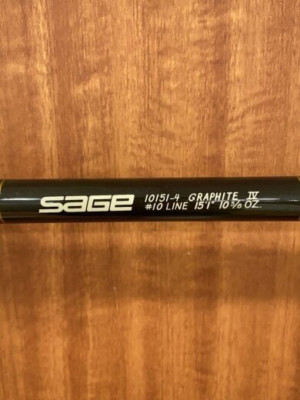 SAGE 10151-4 GRAPHITE IV
#10 LINE 15'1" 10 5/8 OZ.